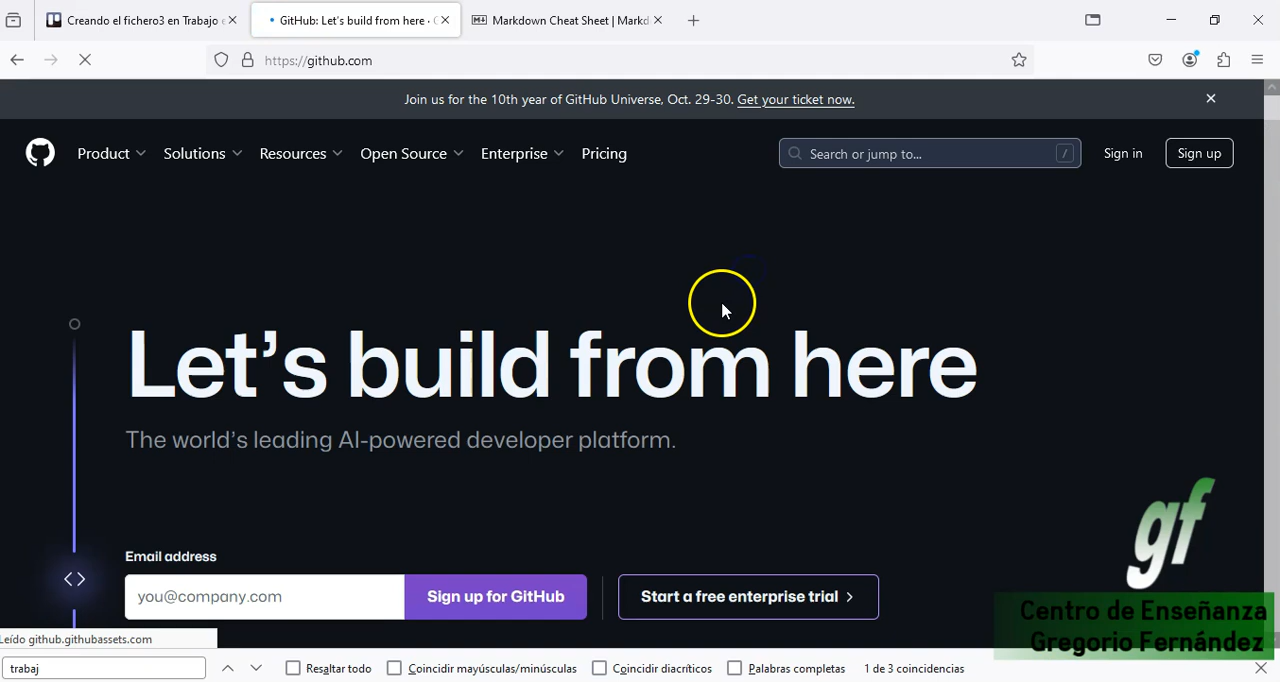 Creando el fichero3 en Trabajo
GitHub: Let's build from here ·
Markdown Cheat Sheet | Markd
https://github.com
Join us for the 10th year of GitHub Universe, Oct. 29-30. Get your ticket now.
Product
Solutions
Resources
Open Source
Enterprise
Pricing
Search or jump to...
/
Sign in
Sign up
Let's build from here
The world's leading AI-powered developer platform.
Email address
you@company.com
Sign up for GitHub
Start a free enterprise trial
gf
Centro de Enseñanza
Gregorio Fernández
Leído github.githubassets.com
trabaj
Resaltar todo
Coincidir mayúsculas/minúsculas
Coincidir diacríticos
Palabras completas
1 de 3 coincidencias